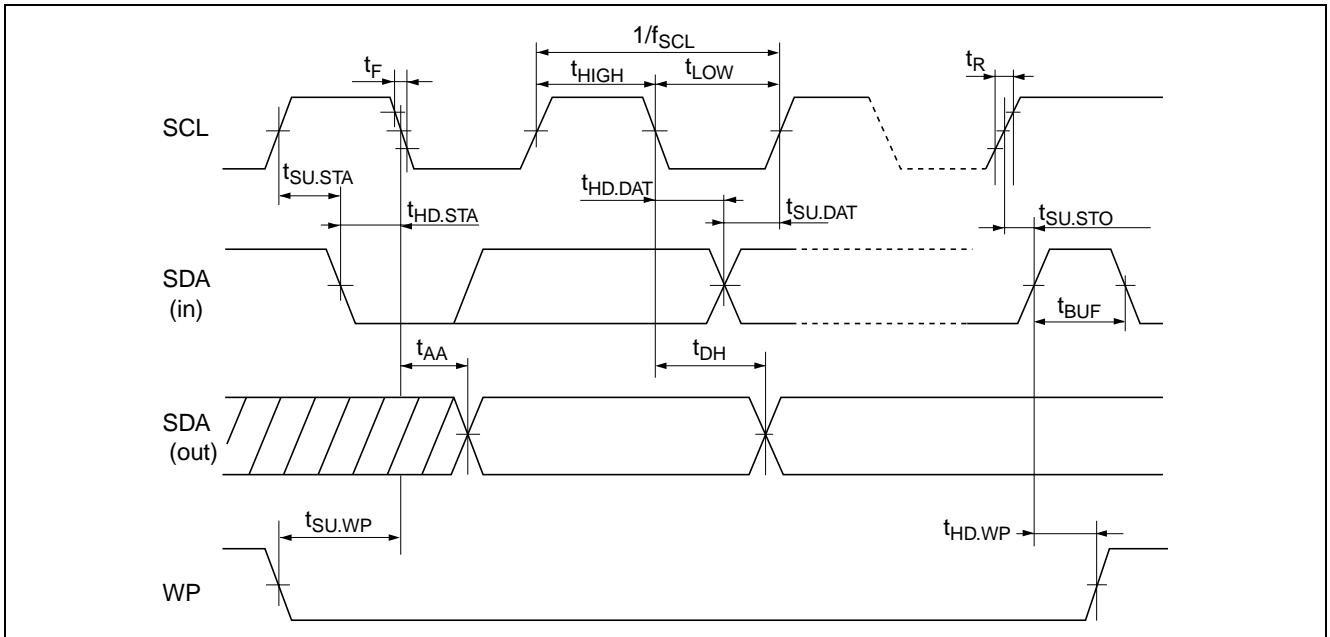 1/fSCL
tF
tHIGH
tLOW
tR
SCL
tSU.STA
tHD.STA
tHD.DAT
tSU.DAT
tSU.STO
SDA
(in)
tBUF
tAA
tDH
SDA
(out)
tSU.WP
tHD.WP
WP